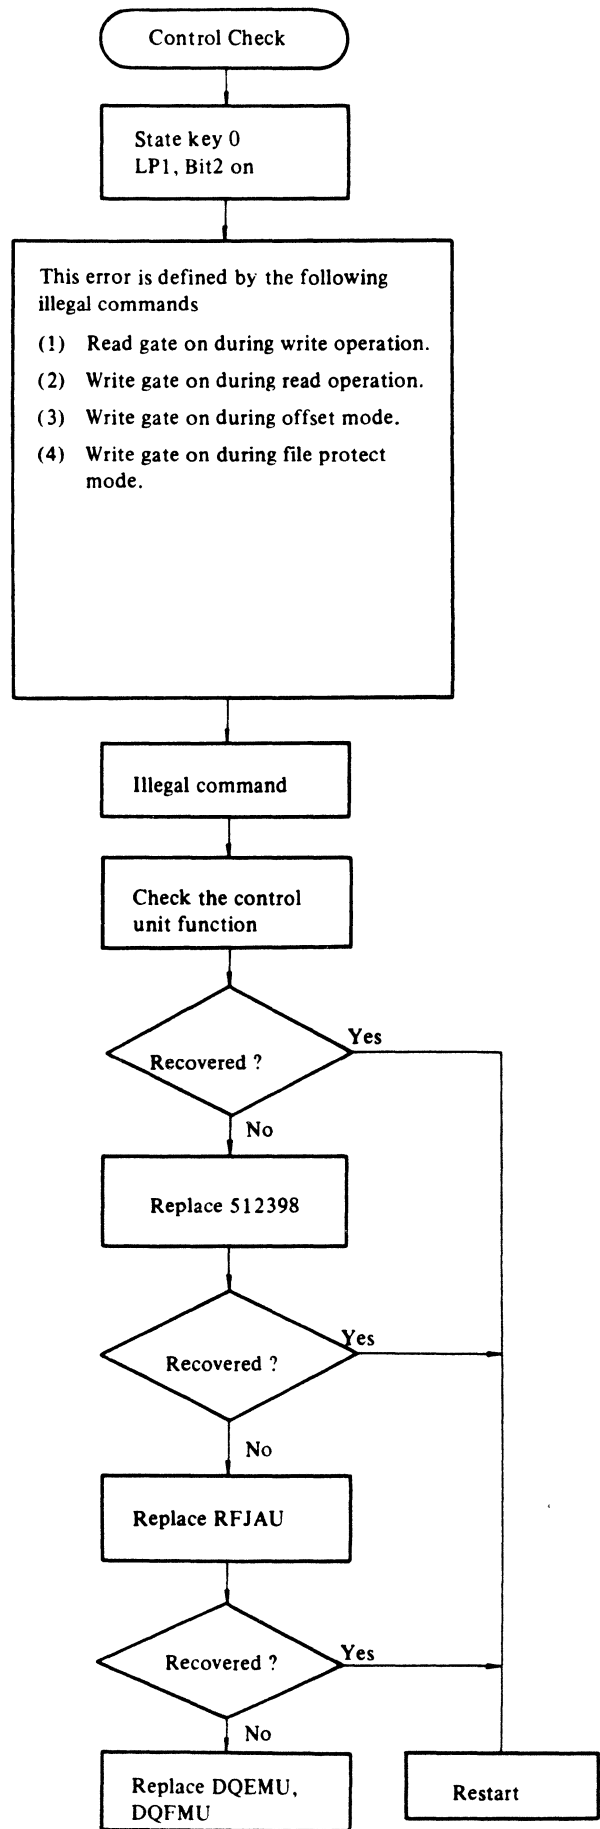 Control Check
State key 0
LP1, Bit2 on
This error is defined by the following
illegal commands
(1) Read gate on during write operation.
(2) Write gate on during read operation.
(3) Write gate on during offset mode.
(4) Write gate on during file protect
mode.
Illegal command
Check the control
unit function
Recovered ?
Yes
No
Replace 512398
Recovered ?
Yes
No
Replace RFJAU
Recovered ?
Yes
No
Replace DQEMU,
DQFMU
Restart